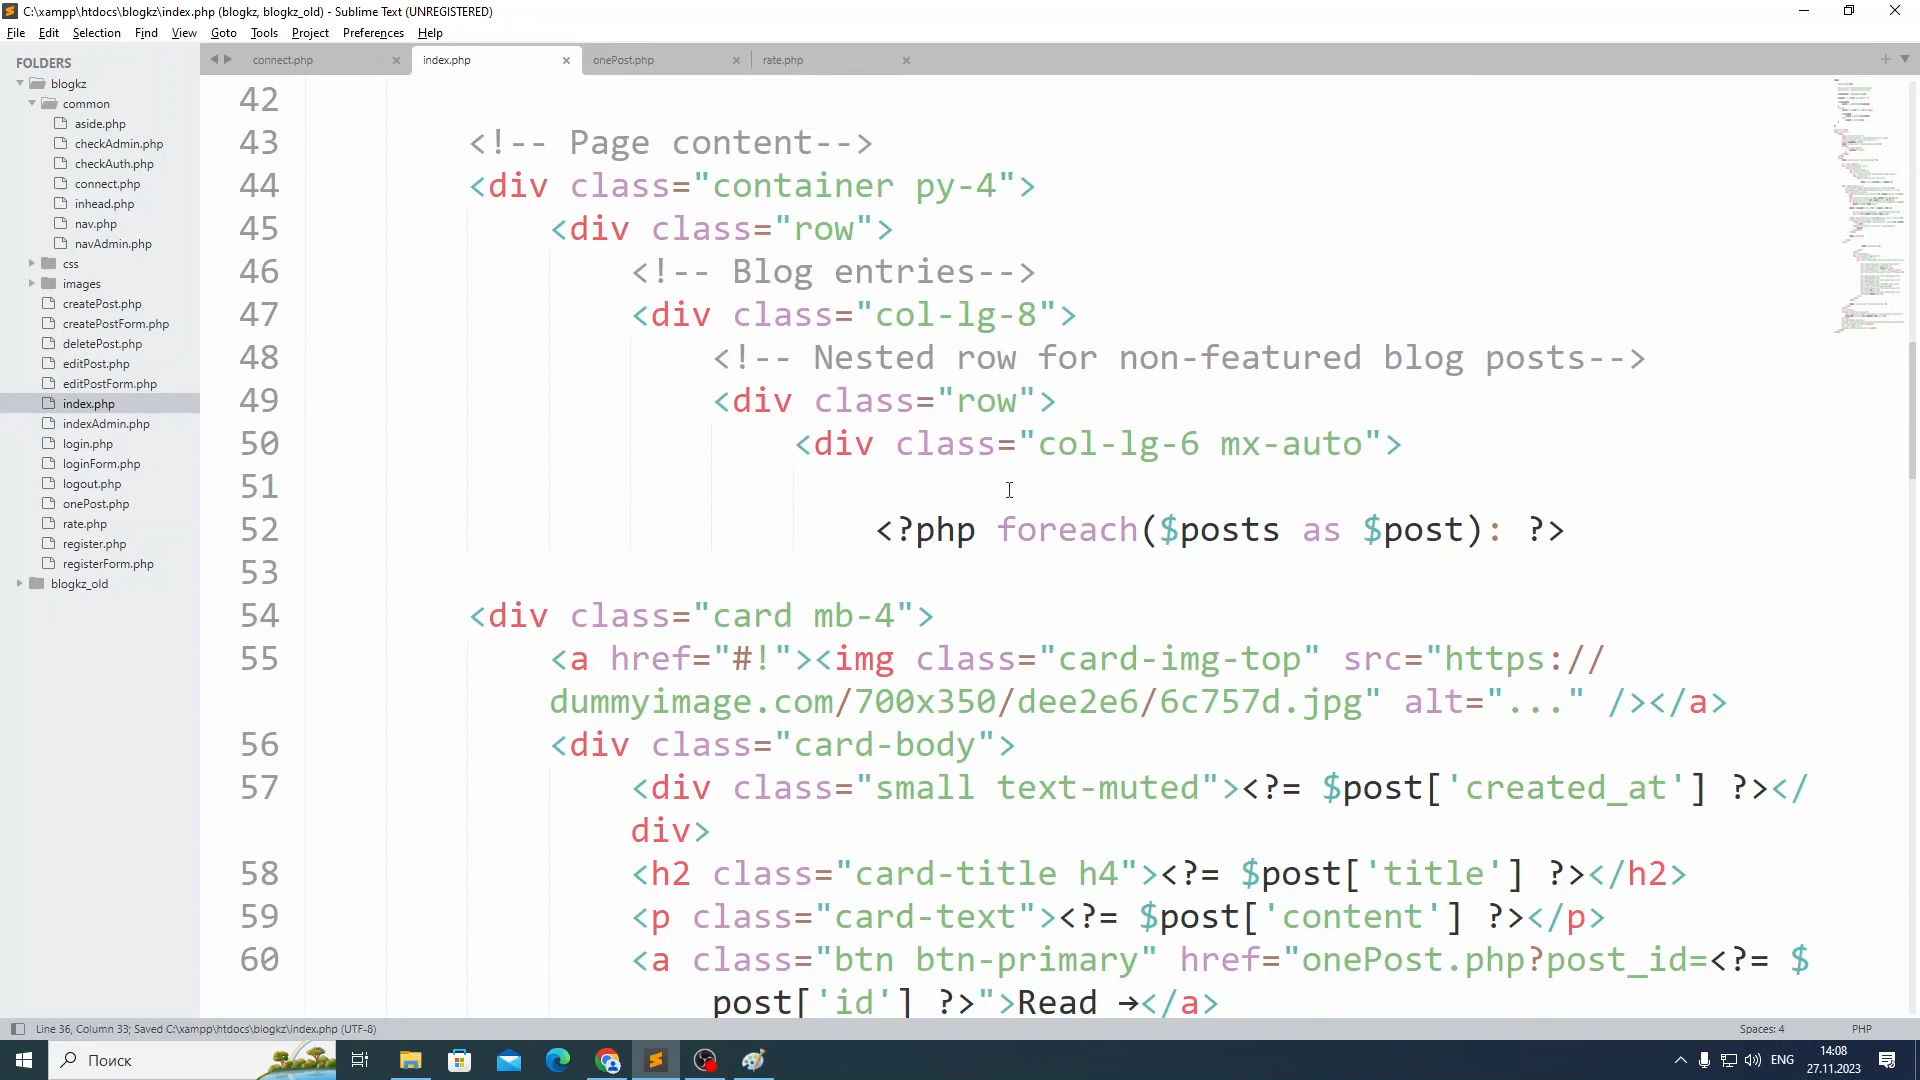 C:\xampp\htdocs\blogkz\index.php (blogkz, blogkz_old) - Sublime Text (UNREGISTERED)
File Edit Selection Find View Goto Tools Project Preferences Help
FOLDERS
blogkz
common
aside.php
checkAdmin.php
checkAuth.php
connect.php
inhead.php
nav.php
navAdmin.php
css
images
createPost.php
createPostForm.php
deletePost.php
editPost.php
editPostForm.php
index.php
indexAdmin.php
login.php
loginForm.php
logout.php
onePost.php
rate.php
register.php
registerForm.php
blogkz_old
connect.php index.php onePost.php rate.php
42
43 <!-- Page content-->
44 <div class="container py-4">
45 <div class="row">
46 <!-- Blog entries-->
47 <div class="col-lg-8">
48 <!-- Nested row for non-featured blog posts-->
49 <div class="row">
50 <div class="col-lg-6 mx-auto">
51
52 <?php foreach($posts as $post): ?>
53
54 <div class="card mb-4">
55 <a href="#!"><img class="card-img-top" src="https://
dummyimage.com/700x350/dee2e6/6c757d.jpg" alt="..." /></a>
56 <div class="card-body">
57 <div class="small text-muted"><?= $post['created_at'] ?></
div>
58 <h2 class="card-title h4"><?= $post['title'] ?></h2>
59 <p class="card-text"><?= $post['content'] ?></p>
60 <a class="btn btn-primary" href="onePost.php?post_id=<?= $
post['id'] ?>">Read →</a>
Line 36, Column 33; Saved C:\xampp\htdocs\blogkz\index.php (UTF-8) Spaces: 4 PHP
Поиск
ENG
14:08
27.11.2023